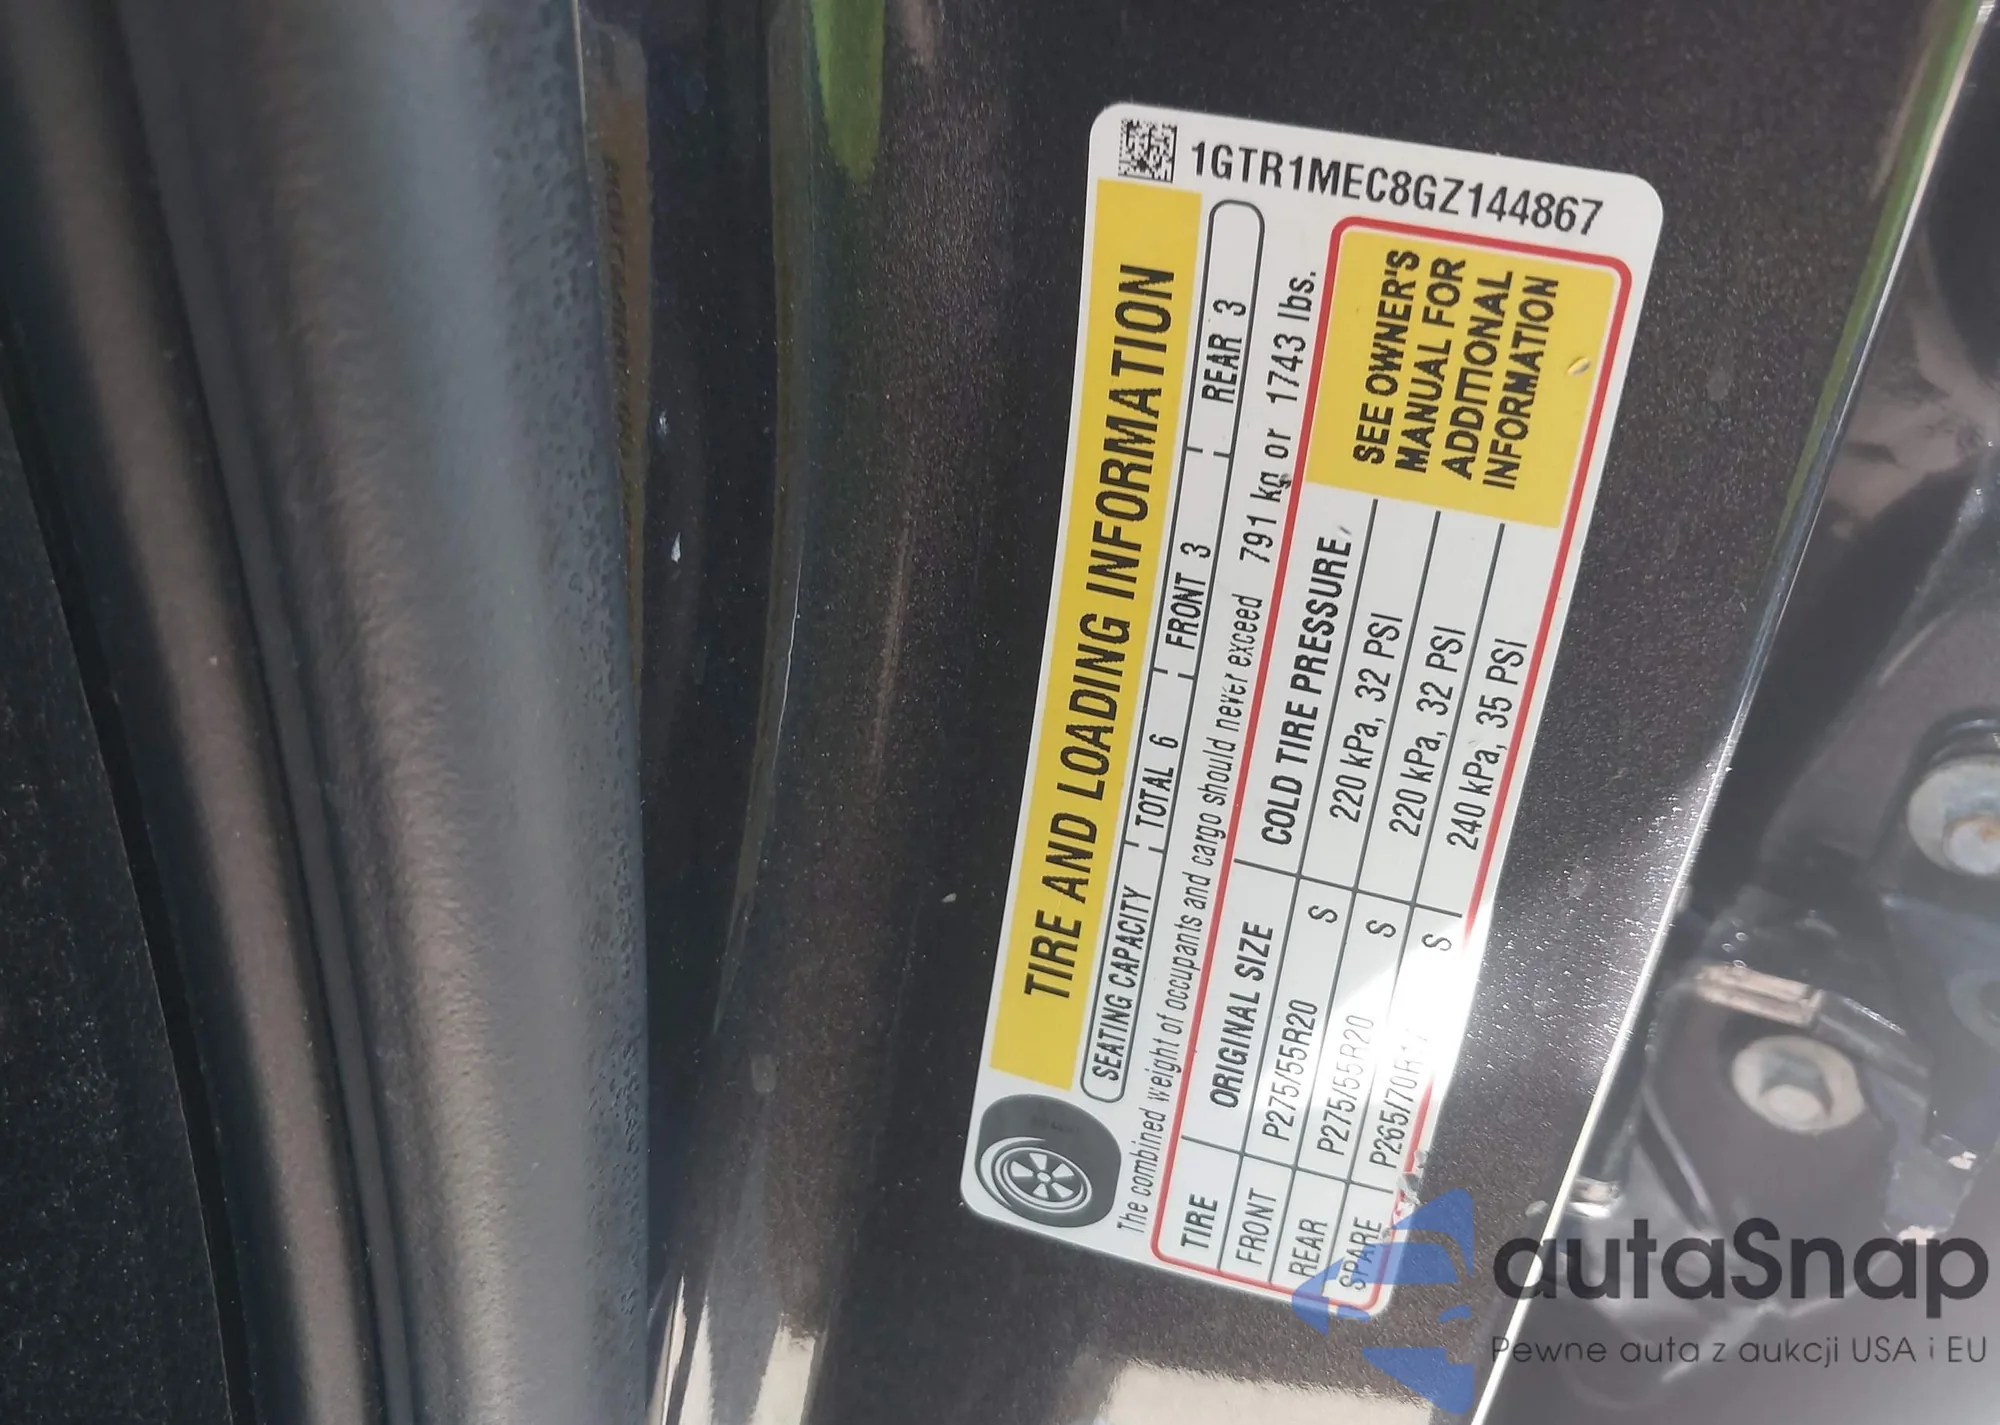 1GTR1MEC8GZ144867
TIRE AND LOADING INFORMATION
SEATING CAPACITY TOTAL 6 FRONT 3 REAR 3
The combined weight of occupants and cargo should never exceed 791 kg or 1743 lbs.
TIRE ORIGINAL SIZE COLD TIRE PRESSURE
FRONT P275/55R20 S 220 kPa, 32 PSI
REAR P275/55R20 S 220 kPa, 32 PSI
SPARE S 240 kPa, 35 PSI
SEE OWNER'S
MANUAL FOR
ADDITIONAL
INFORMATION
autaSnap
Pewne auta z aukcji USA i EU